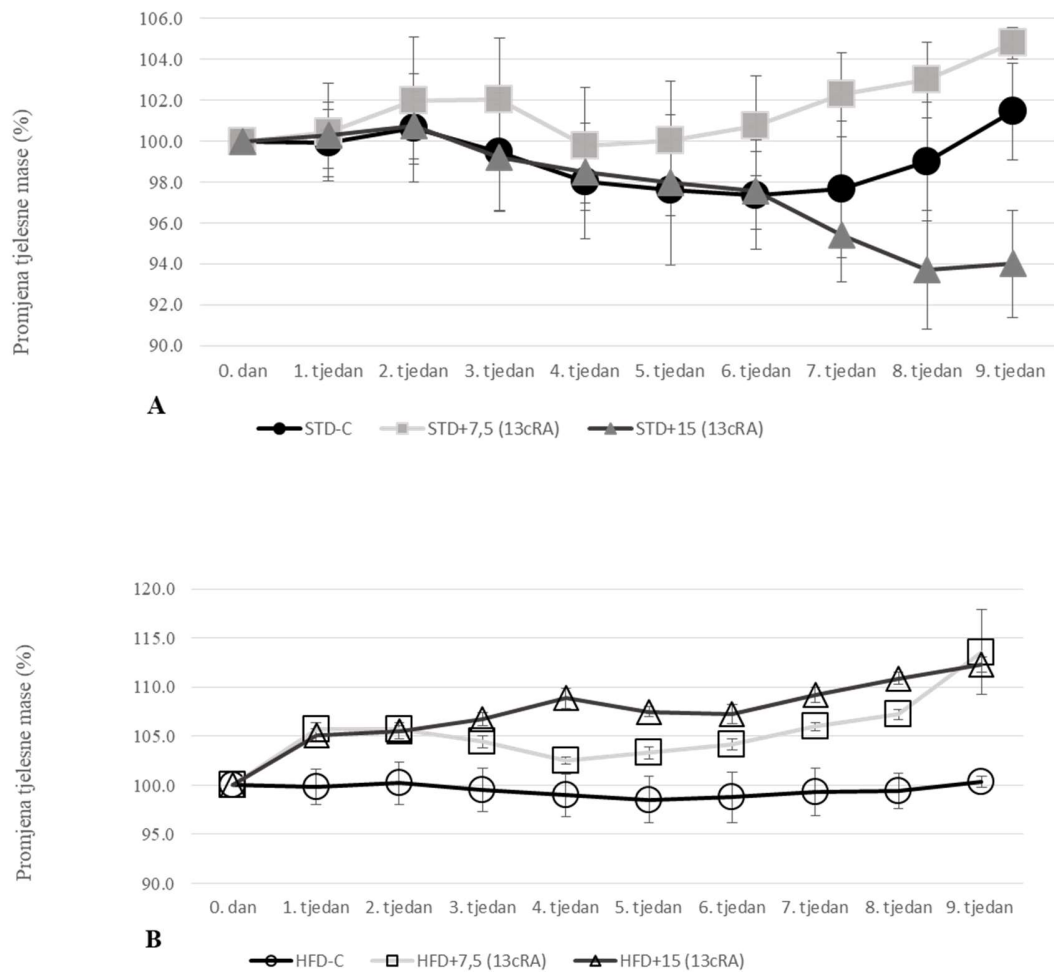 Promjena tjelesne mase (%)
106.0
104.0
102.0
100.0
98.0
96.0
94.0
92.0
90.0
0. dan 1. tjedan 2. tjedan 3. tjedan 4. tjedan 5. tjedan 6. tjedan 7. tjedan 8. tjedan 9. tjedan
A
STD-C STD+7,5 (13cRA) STD+15 (13cRA)
Promjena tjelesne mase (%)
120.0
115.0
110.0
105.0
100.0
95.0
90.0
0. dan 1. tjedan 2. tjedan 3. tjedan 4. tjedan 5. tjedan 6. tjedan 7. tjedan 8. tjedan 9. tjedan
B
HFD-C HFD+7,5 (13cRA) HFD+15 (13cRA)